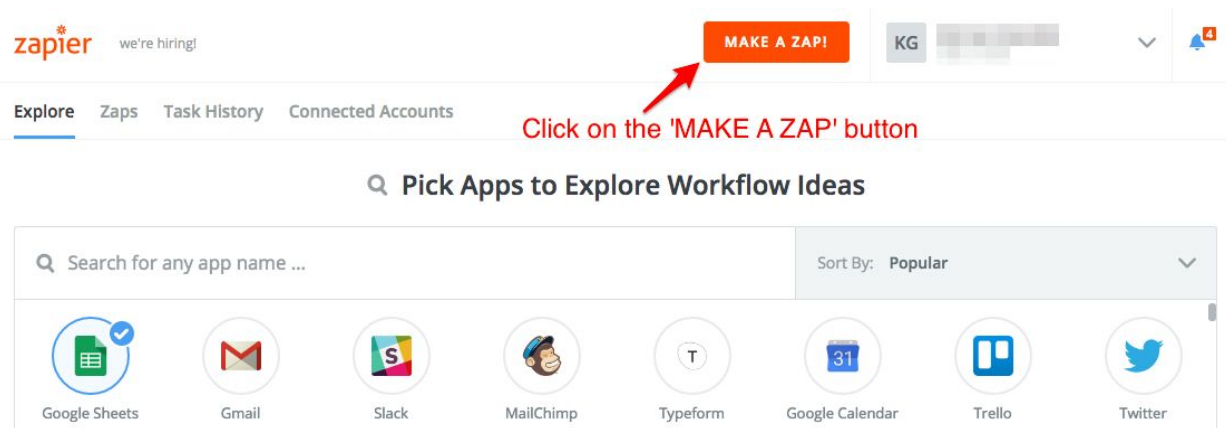 zapier we're hiring! MAKE A ZAP! KG 4
Explore Zaps Task History Connected Accounts
Click on the 'MAKE A ZAP' button
Pick Apps to Explore Workflow Ideas
Search for any app name ... Sort By: Popular
S T 31
Google Sheets Gmail Slack MailChimp Typeform Google Calendar Trello Twitter